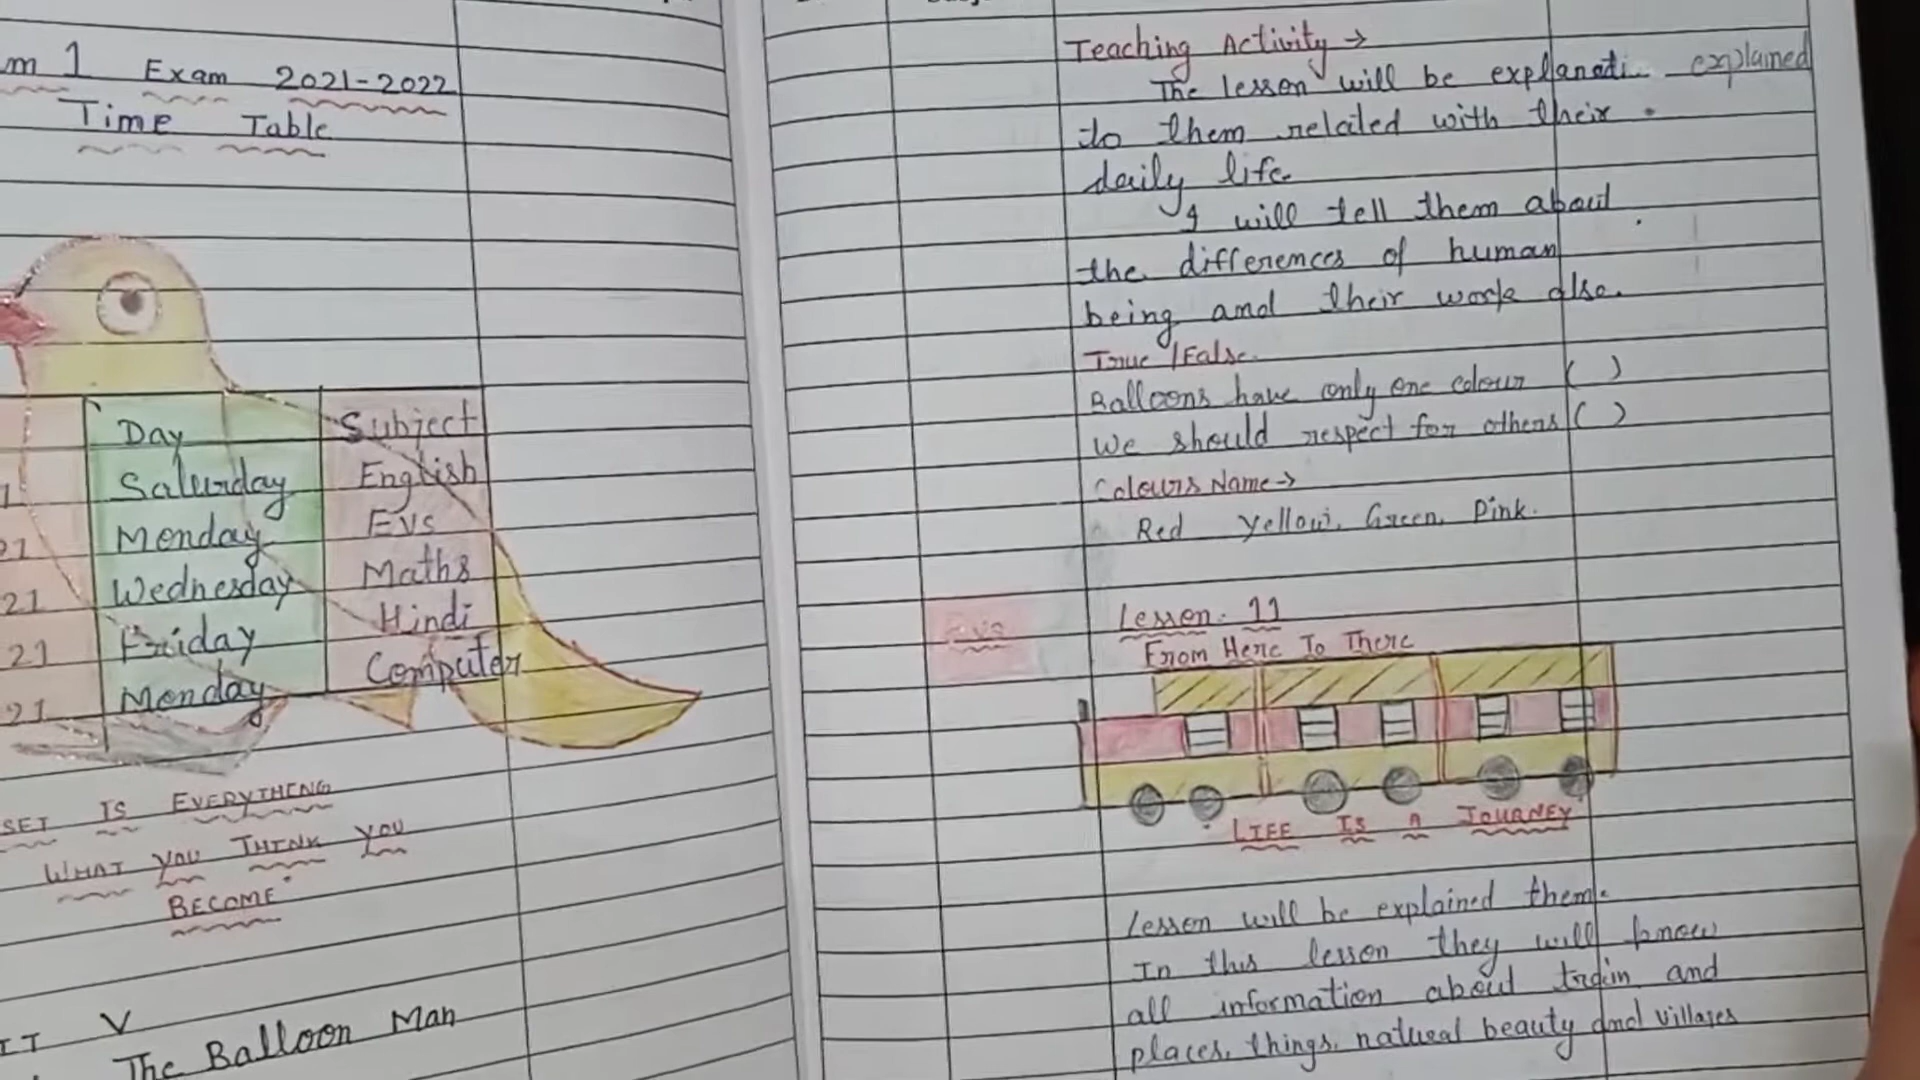 m 1 Exam 2021-2022
Time Table
Day Subject
Saturday English
21 Monday EVS
21 Wednesday Maths
21 Friday Hindi
21 Monday Computer
SET IS EVERYTHING
WHAT YOU THINK YOU
BECOME
IT V
The Balloon Man
Teaching Activity →
The lesson will be explanati explained
to them related with their
daily life.
I will tell them about
the differences of human
being and their work also.
True / False
Balloons have only one colour ( )
We should respect for others ( )
Colours Name →
Red Yellow, Green, Pink.
EVS
Lesson - 11
From Here To There
LIFE IS A JOURNEY
Lesson will be explained them.
In this lesson they will know
all information about train and
places, things, natural beauty and villages